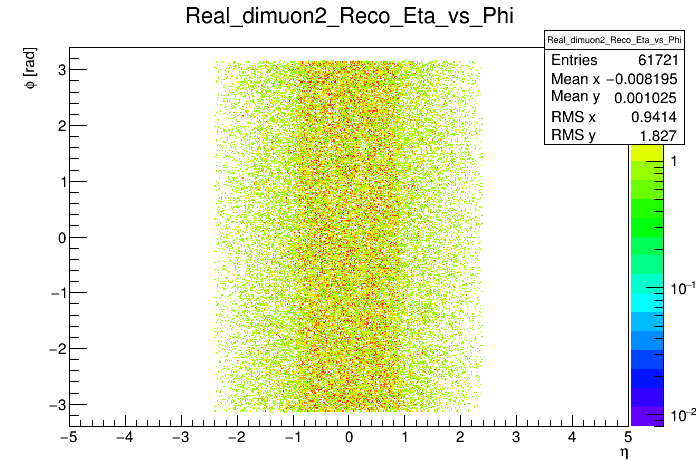 Real_dimuon2_Reco_Eta_vs_Phi
Real_dimuon2_Reco_Eta_vs_Phi
Entries 61721
Mean x −0.008195
Mean y 0.001025
RMS x 0.9414
RMS y 1.827
ϕ [rad]
3
2
1
0
−1
−2
−3
1
10⁻¹
10⁻²
−5 −4 −3 −2 −1 0 1 2 3 4 5
η